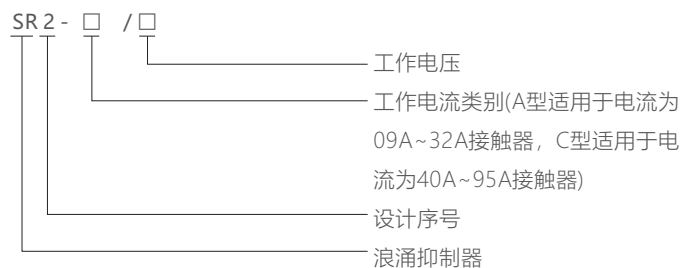 SR2-□/□
工作电压
工作电流类别(A型适用于电流为
09A~32A接触器，C型适用于电
流为40A~95A接触器)
设计序号
浪涌抑制器